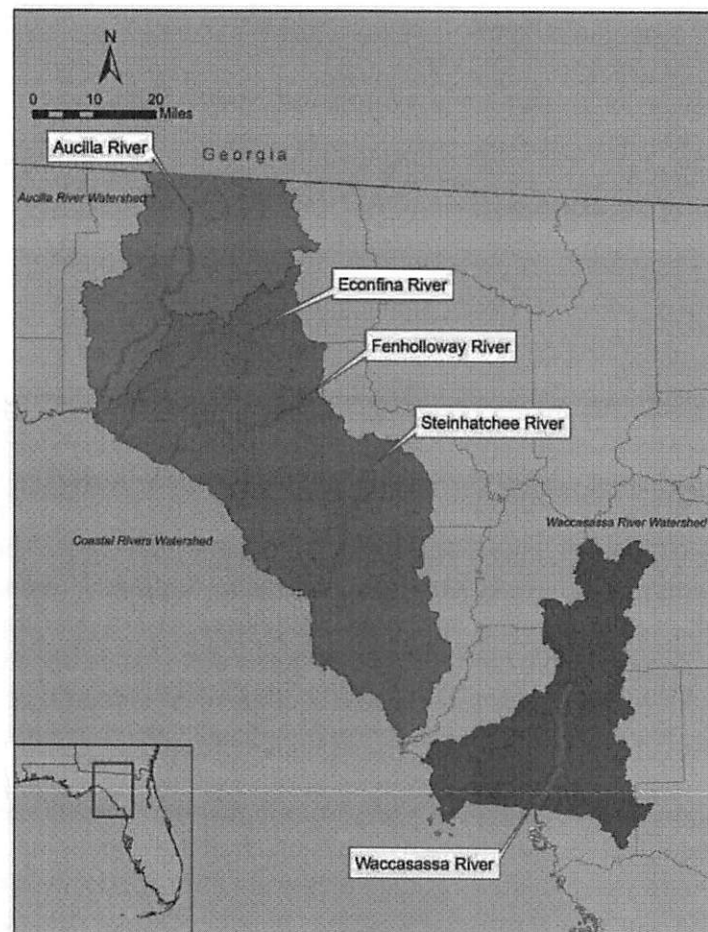 N
0 10 20
Miles
Aucilla River
Georgia
Aucilla River Watershed
Econfina River
Fenholloway River
Steinhatchee River
Waccasassa River Watershed
Coastal Rivers Watershed
Waccasassa River